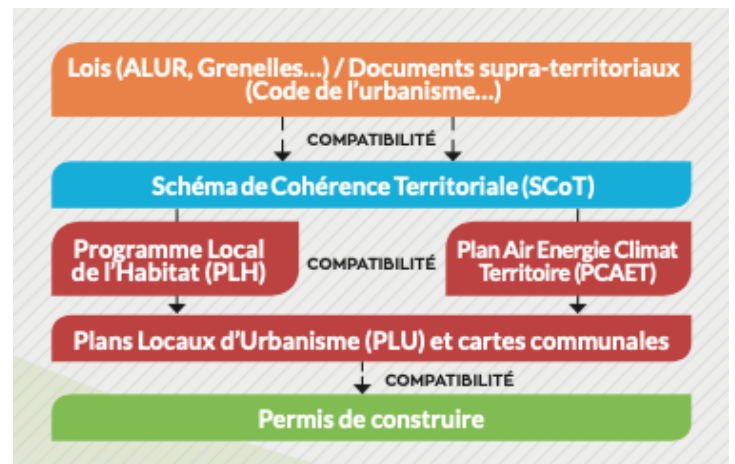 Lois (ALUR, Grenelles...) / Documents supra-territoriaux
(Code de l'urbanisme...)
COMPATIBILITÉ
Schéma de Cohérence Territoriale (SCoT)
Programme Local
de l'Habitat (PLH)
COMPATIBILITÉ
Plan Air Energie Climat
Territoire (PCAET)
Plans Locaux d'Urbanisme (PLU) et cartes communales
COMPATIBILITÉ
Permis de construire